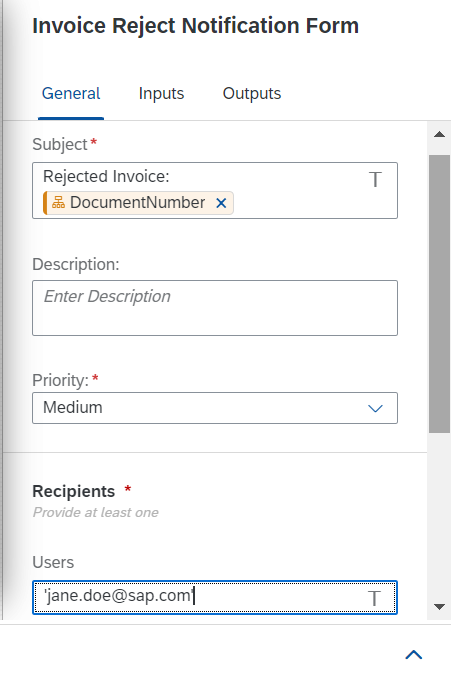 Invoice Reject Notification Form
General Inputs Outputs
Subject*
Rejected Invoice:
DocumentNumber
Description:
Enter Description
Priority: *
Medium
Recipients *
Provide at least one
Users
'jane.doe@sap.com'